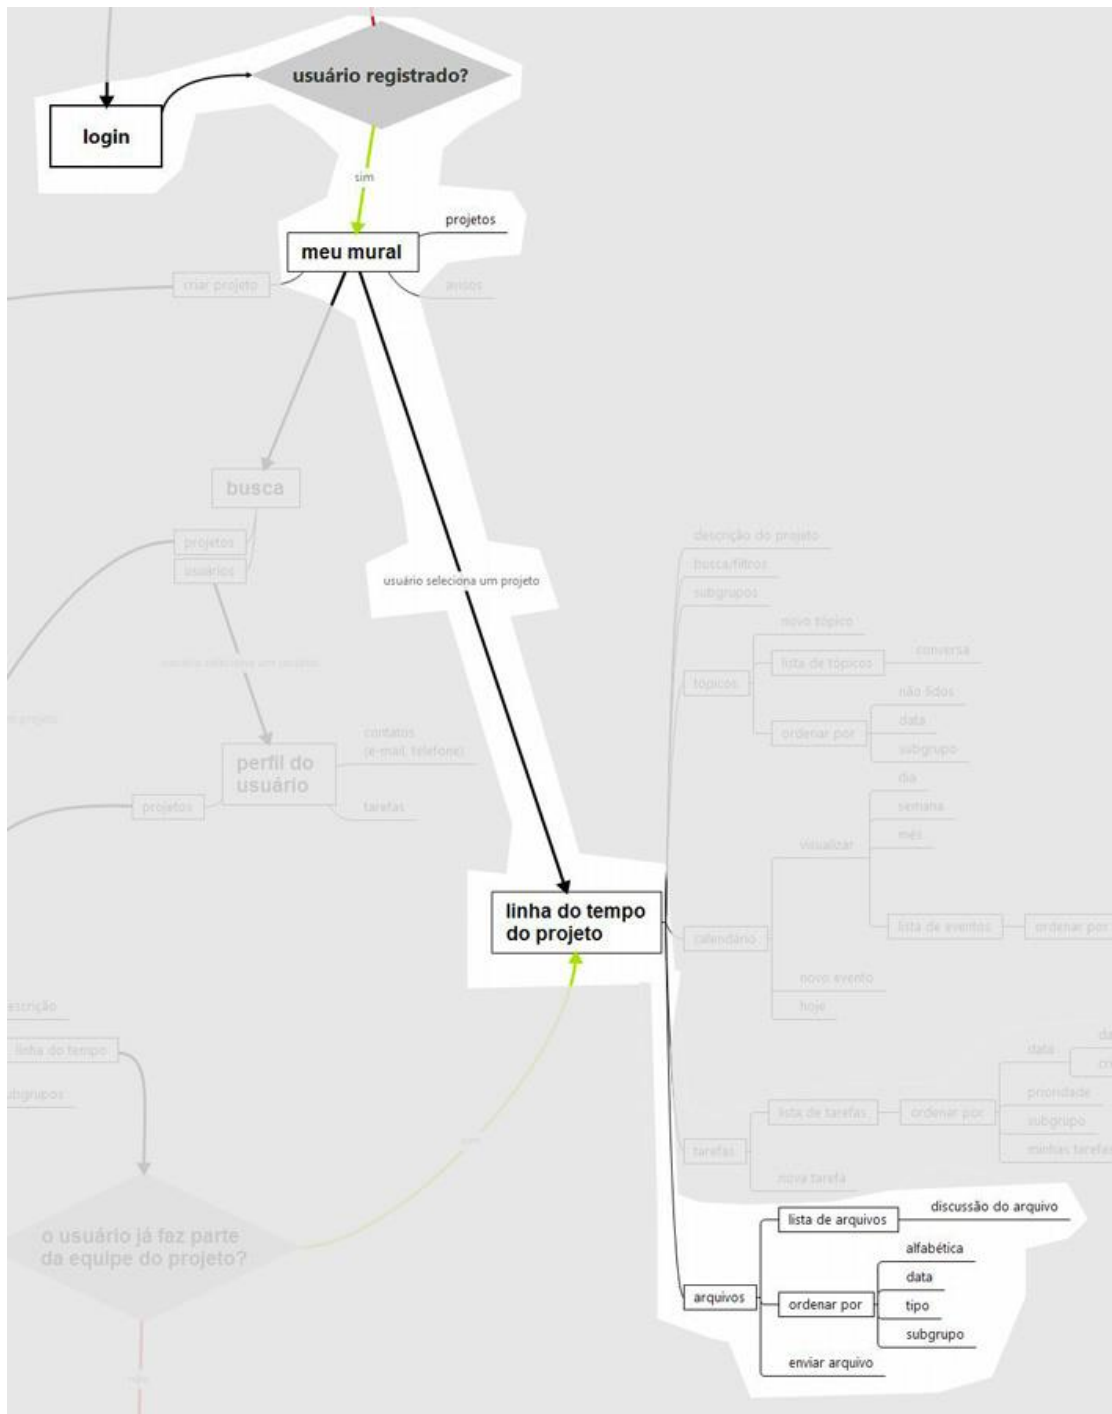 usuário registrado?
login
sim
projetos
meu mural
criar projeto
avisos
busca
projetos
usuários
usuário seleciona um projeto
descrição do projeto
busca/filtros
subgrupos
novo tópico
lista de tópicos
conversa
tópicos
não lidos
ordenar por
data
subgrupo
contatos
(e-mail, telefone)
perfil do
usuário
projetos
tarefas
dia
semana
mês
visualizar
linha do tempo
do projeto
calendário
lista de eventos
ordenar por
novo evento
hoje
linha do tempo
data
prioridade
lista de tarefas
ordenar por
subgrupo
minhas tarefas
tarefas
nova tarefa
o usuário já faz parte
da equipe do projeto?
lista de arquivos
discussão do arquivo
alfabética
data
arquivos
ordenar por
tipo
subgrupo
enviar arquivo